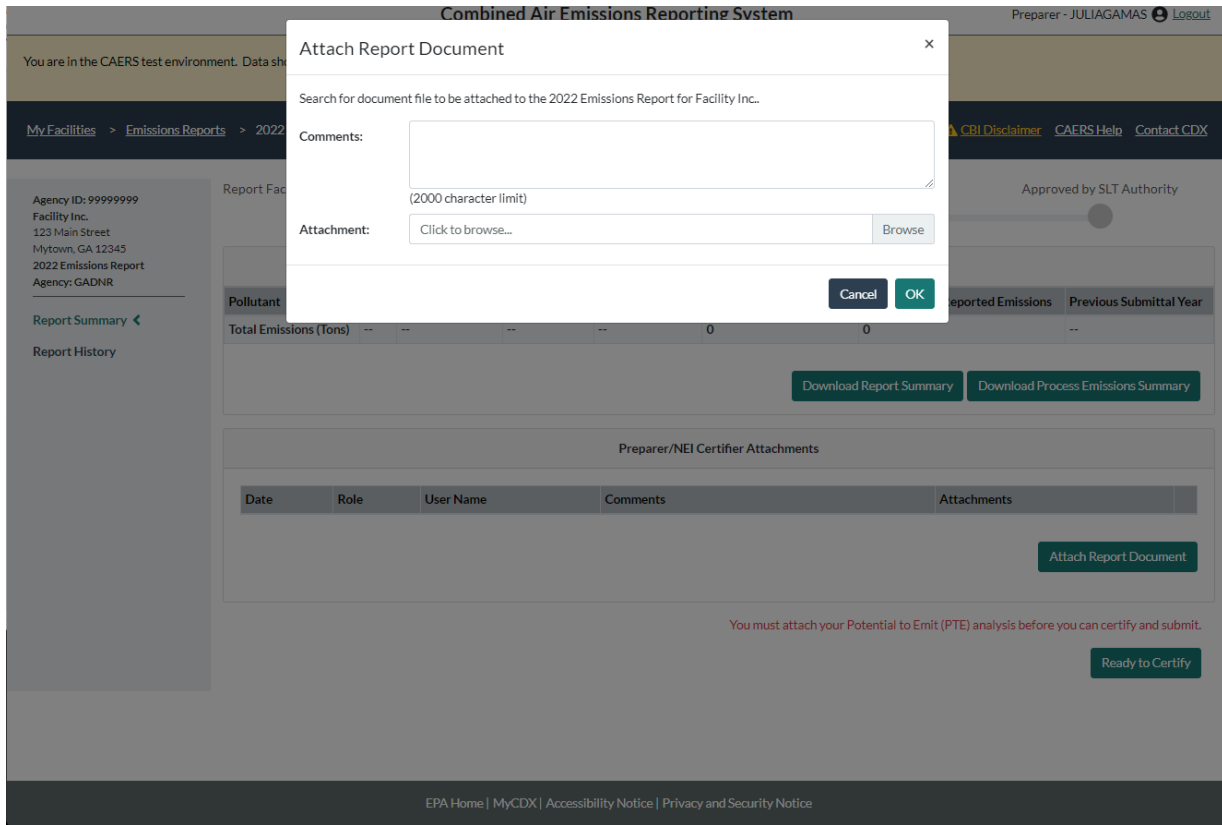 Combined Air Emissions Reporting System
Preparer - JULIAGAMAS Logout
You are in the CAERS test environment. Data sh
My Facilities > Emissions Reports > 2022
CBI Disclaimer CAERS Help Contact CDX
Attach Report Document
×
Search for document file to be attached to the 2022 Emissions Report for Facility Inc..
Comments:
(2000 character limit)
Attachment: Click to browse... Browse
Cancel OK
Agency ID: 99999999
Facility Inc.
123 Main Street
Mytown, GA 12345
2022 Emissions Report
Agency: GADNR
Report Summary
Report History
Report Fac
Approved by SLT Authority
Pollutant eported Emissions Previous Submittal Year
Total Emissions (Tons) -- -- -- -- 0 0 --
Download Report Summary Download Process Emissions Summary
Preparer/NEI Certifier Attachments
Date Role User Name Comments Attachments
Attach Report Document
You must attach your Potential to Emit (PTE) analysis before you can certify and submit.
Ready to Certify
EPA Home | MyCDX | Accessibility Notice | Privacy and Security Notice